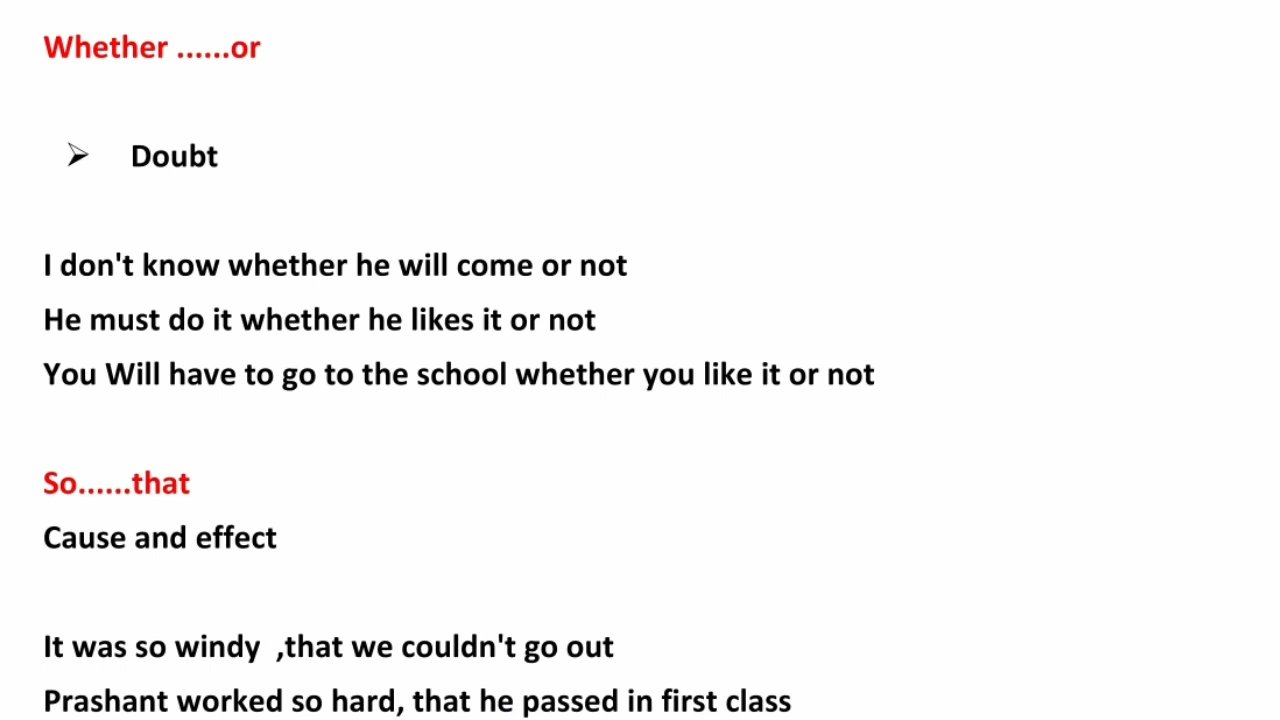 Whether ......or
➢ Doubt
I don't know whether he will come or not
He must do it whether he likes it or not
You Will have to go to the school whether you like it or not
So......that
Cause and effect
It was so windy  ,that we couldn't go out
Prashant worked so hard, that he passed in first class